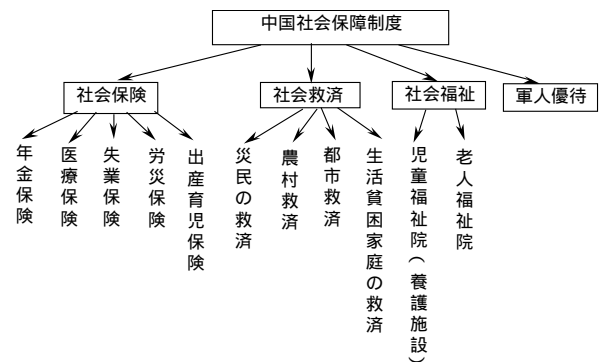 中国社会保障制度
社会保険
社会救済
社会福祉
軍人優待
年金保険
医療保険
失業保険
労災保険
出産育児保険
災民の救済
農村救済
都市救済
生活貧困家庭の救済
児童福祉院(養護施設)
老人福祉院